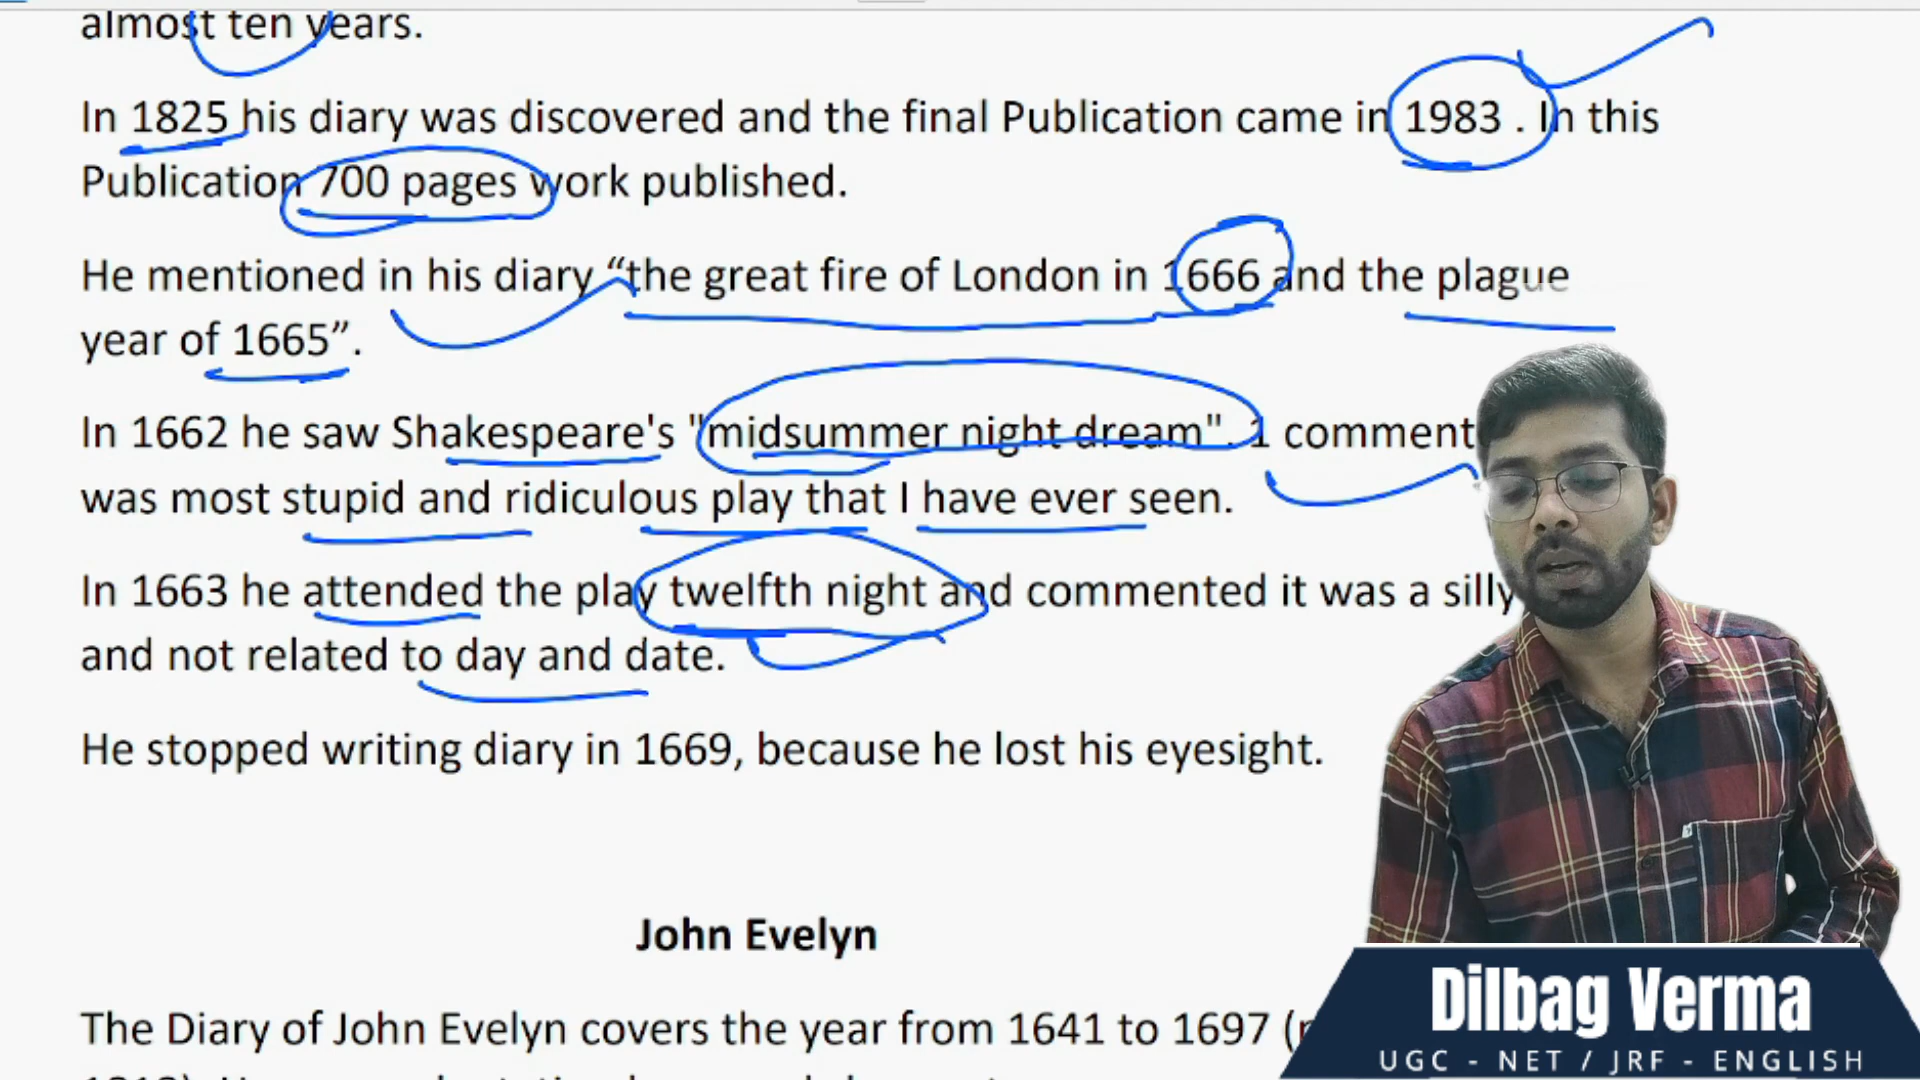 almost ten years.
In 1825 his diary was discovered and the final Publication came in 1983 . In this
Publication 700 pages work published.
He mentioned in his diary “the great fire of London in 1666 and the plague
year of 1665”.
In 1662 he saw Shakespeare's "midsummer night dream". 1 comment
was most stupid and ridiculous play that I have ever seen.
In 1663 he attended the play twelfth night and commented it was a silly
and not related to day and date.
He stopped writing diary in 1669, because he lost his eyesight.
John Evelyn
The Diary of John Evelyn covers the year from 1641 to 1697 (
Dilbag Verma
UGC - NET / JRF - ENGLISH